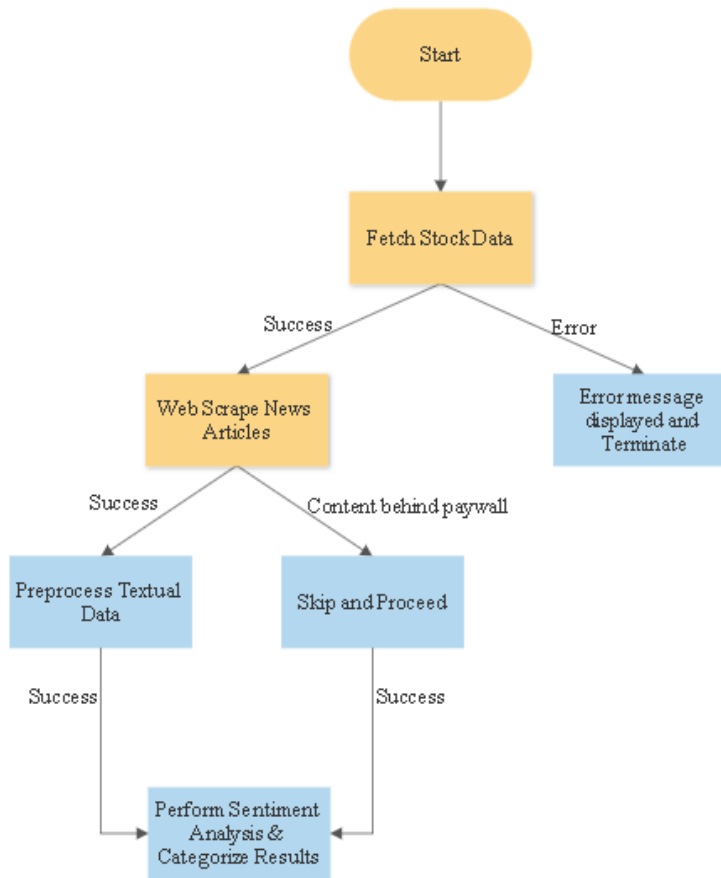 Start
Fetch Stock Data
Success
Error
Web Scrape News
Articles
Error message
displayed and
Terminate
Success
Content behind paywall
Preprocess Textual
Data
Skip and Proceed
Success
Success
Perform Sentiment
Analysis &
Categorize Results